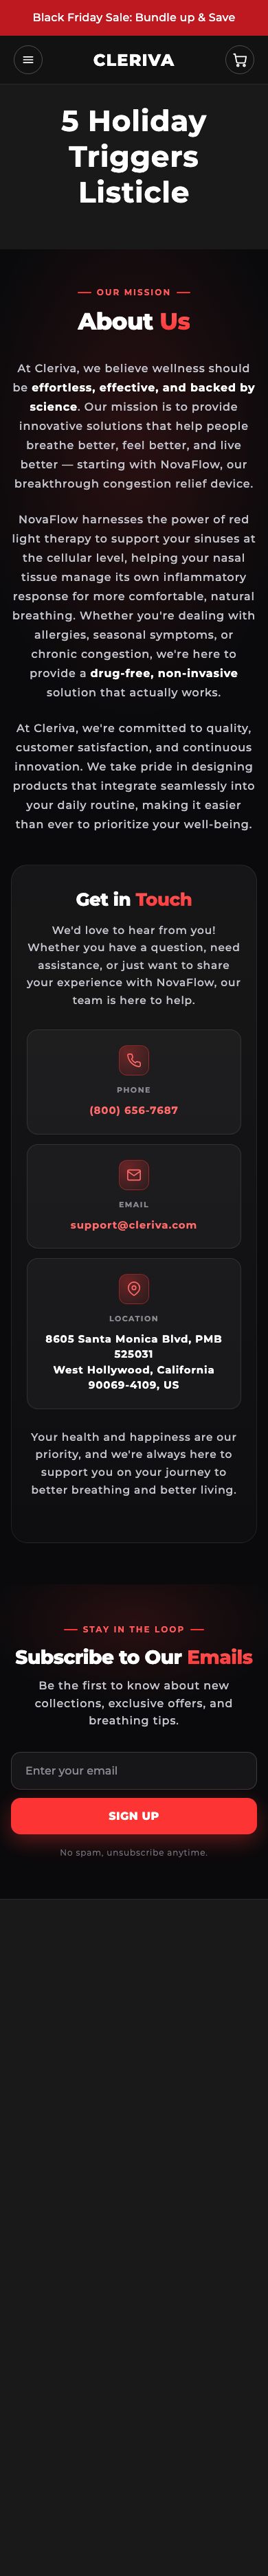 Black Friday Sale: Bundle up & Save
CLERIVA
5 Holiday
Triggers
Listicle
OUR MISSION
About Us
At Cleriva, we believe wellness should
be effortless, effective, and backed by
science. Our mission is to provide
innovative solutions that help people
breathe better, feel better, and live
better — starting with NovaFlow, our
breakthrough congestion relief device.
NovaFlow harnesses the power of red
light therapy to support your sinuses at
the cellular level, helping your nasal
tissue manage its own inflammatory
response for more comfortable, natural
breathing. Whether you're dealing with
allergies, seasonal symptoms, or
chronic congestion, we're here to
provide a drug-free, non-invasive
solution that actually works.
At Cleriva, we're committed to quality,
customer satisfaction, and continuous
innovation. We take pride in designing
products that integrate seamlessly into
your daily routine, making it easier
than ever to prioritize your well-being.
Get in Touch
We'd love to hear from you!
Whether you have a question, need
assistance, or just want to share
your experience with NovaFlow, our
team is here to help.
PHONE
(800) 656-7687
EMAIL
support@cleriva.com
LOCATION
8605 Santa Monica Blvd, PMB
525031
West Hollywood, California
90069-4109, US
Your health and happiness are our
priority, and we're always here to
support you on your journey to
better breathing and better living.
STAY IN THE LOOP
Subscribe to Our Emails
Be the first to know about new
collections, exclusive offers, and
breathing tips.
Enter your email
SIGN UP
No spam, unsubscribe anytime.